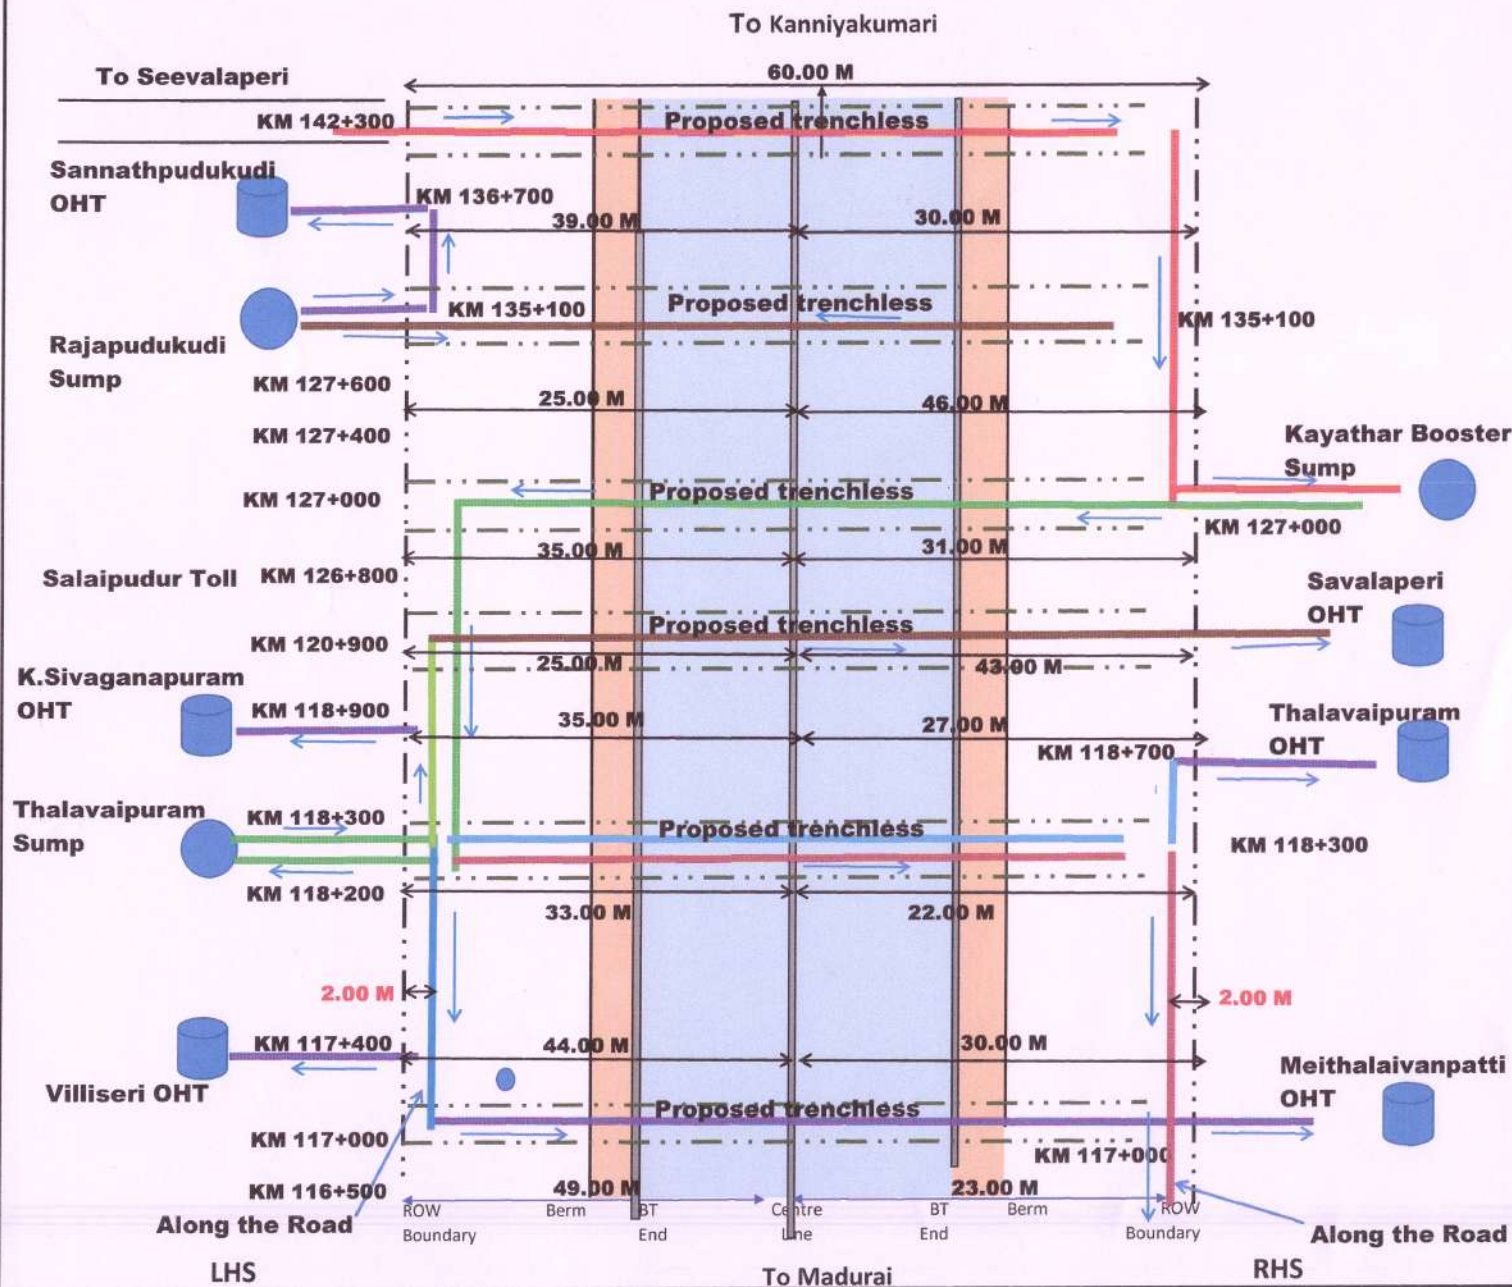 To Kanniyakumari
To Seevalaperi
60.00 M
KM 142+300
Proposed trenchless
Sannathpudukudi
OHT
KM 136+700
39.00 M
30.00 M
Proposed trenchless
KM 135+100
KM 135+100
Rajapudukudi
Sump
KM 127+600
25.00 M
46.00 M
KM 127+400
Kayathar Booster
Sump
KM 127+000
Proposed trenchless
KM 127+000
35.00 M
31.00 M
Salaipudur Toll
KM 126+800
Savalaperi
OHT
Proposed trenchless
KM 120+900
25.00 M
43.00 M
K.Sivaganapuram
OHT
KM 118+900
35.00 M
27.00 M
Thalavaipuram
OHT
KM 118+700
Thalavaipuram
Sump
KM 118+300
Proposed trenchless
KM 118+300
KM 118+200
33.00 M
22.00 M
2.00 M
2.00 M
KM 117+400
44.00 M
30.00 M
Villiseri OHT
Meithalaivanpatti
OHT
Proposed trenchless
KM 117+000
KM 117+000
KM 116+500
49.00 M
23.00 M
ROW
Boundary
Berm
BT
End
Centre
Line
BT
End
Berm
ROW
Boundary
Along the Road
Along the Road
LHS
To Madurai
RHS